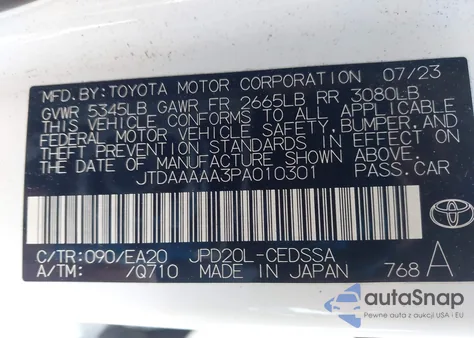 MFD.BY:TOYOTA MOTOR CORPORATION 07/23
GVWR 5345LB GAWR FR 2665LB RR 3080LB
THIS VEHICLE CONFORMS TO ALL APPLICABLE
FEDERAL MOTOR VEHICLE SAFETY, BUMPER, AND
THEFT PREVENTION STANDARDS IN EFFECT ON
THE DATE OF MANUFACTURE SHOWN ABOVE.
JTDAAAAA3PA010301 PASS.CAR
C/TR:090/EA20 JPD20L-CEDSSA
A/TM: /Q710 MADE IN JAPAN 768 A
TOYOTA
autoSnap
Pewne auta z aukcji USA i EU